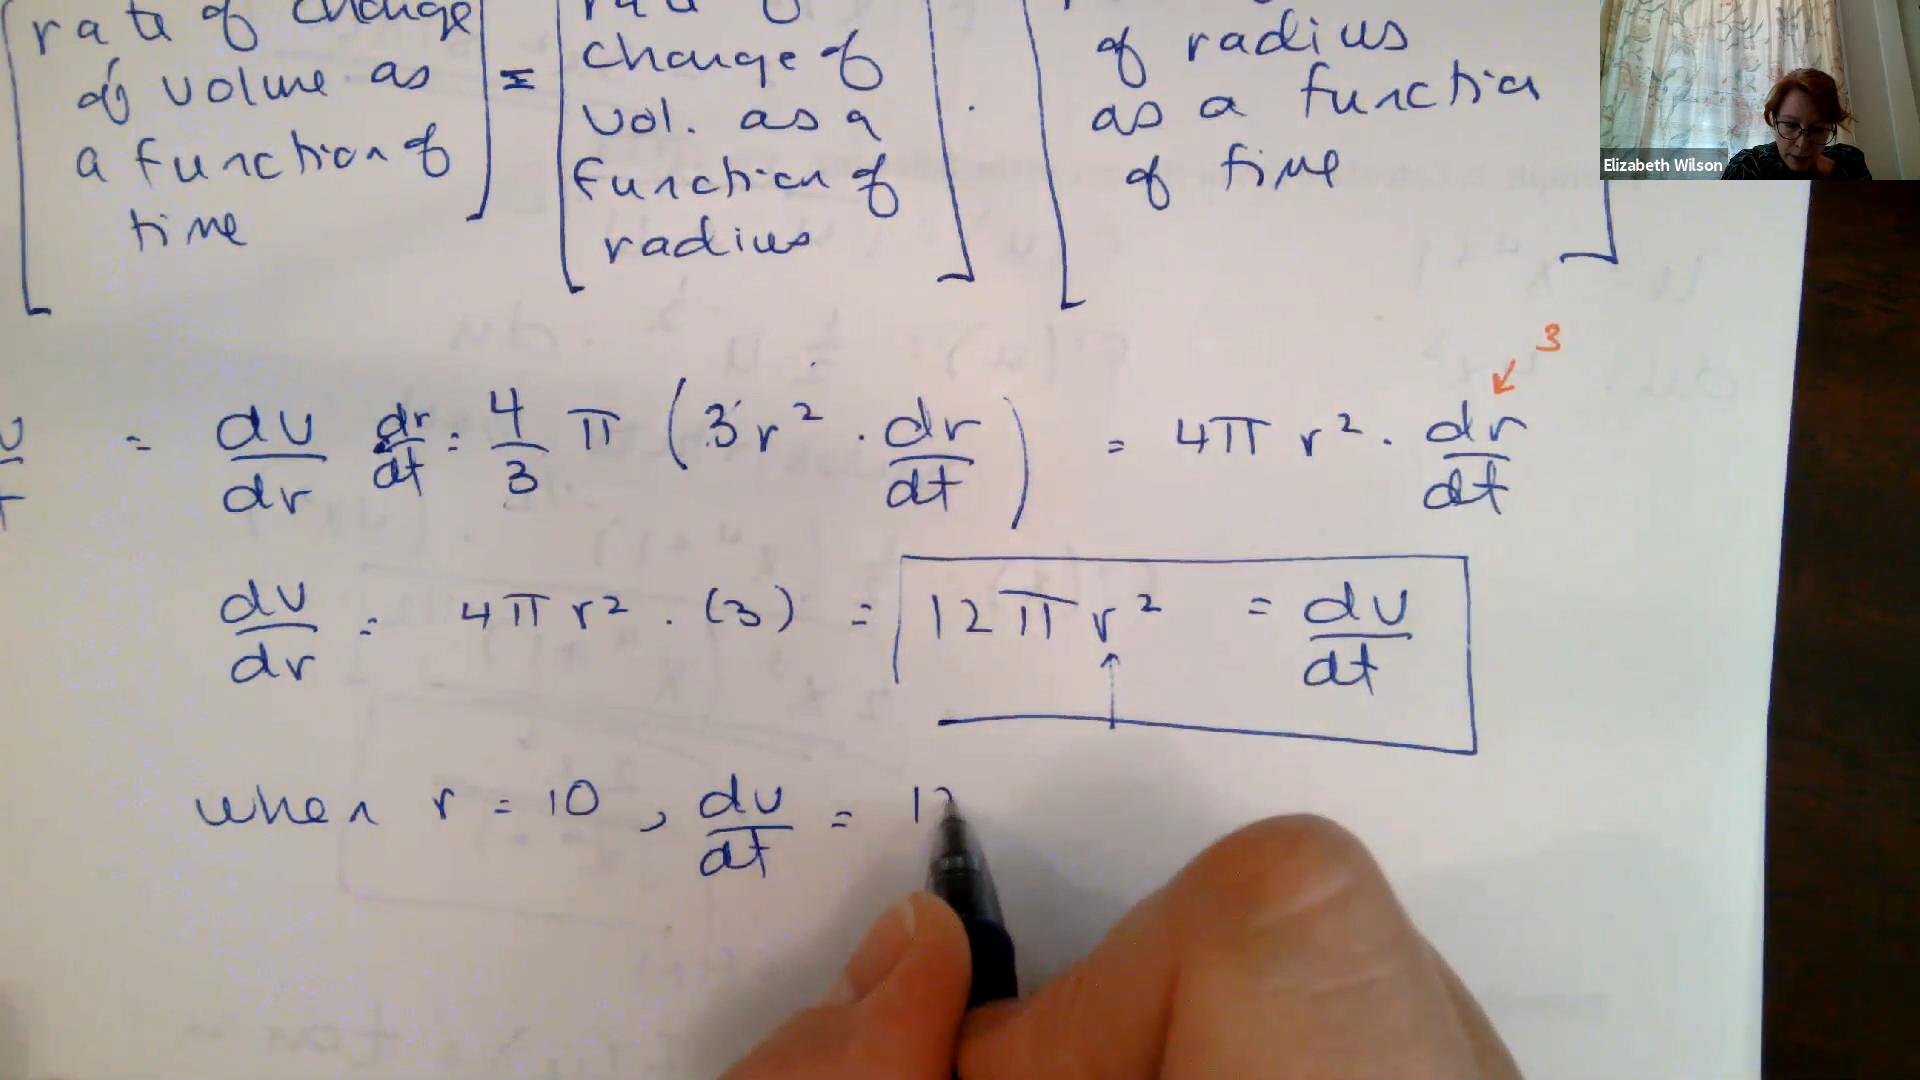 rate of change
of volume as
a function of
time
=
change of
vol. as a
function of
radius
.
of radius
as a function
of time
Elizabeth Wilson
3
= dv/dr dr/dt = 4/3 π (3r² · dr/dt) = 4π r² · dr/dt
dv/dr = 4π r² · (3) = 12π r² = dv/dt
when r = 10, dv/dt = 12